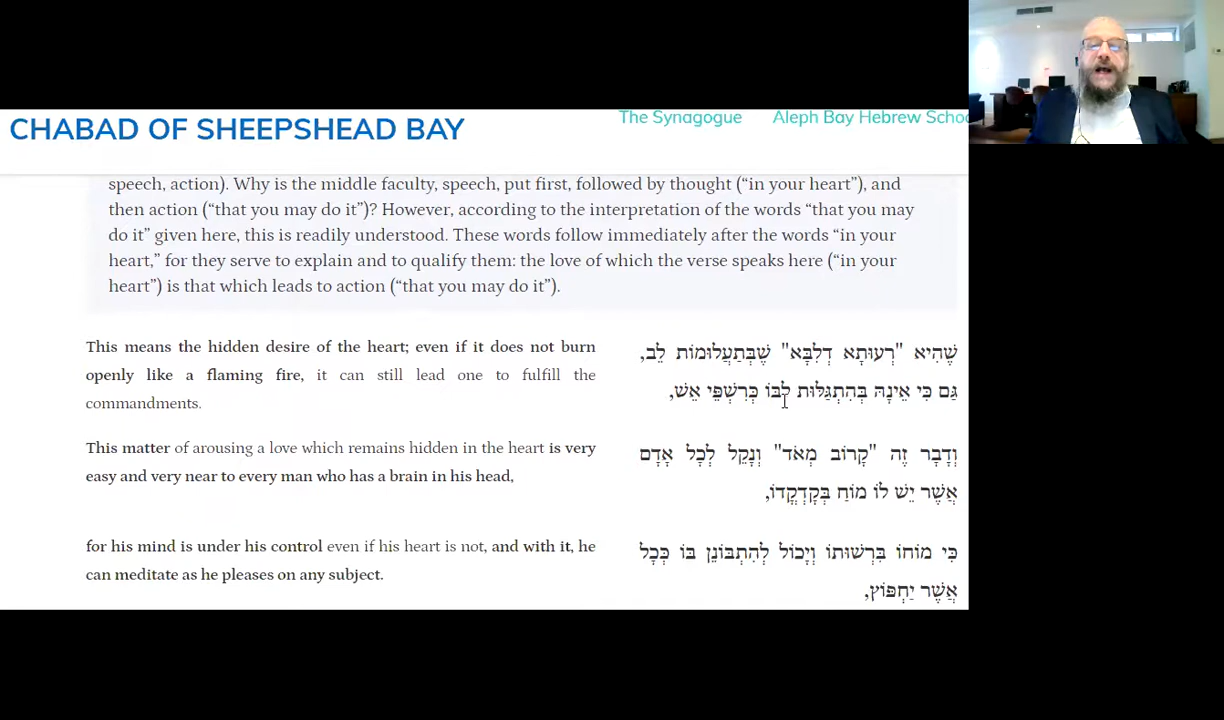 CHABAD OF SHEEPSHEAD BAY
The Synagogue
Aleph Bay Hebrew Schoo
speech, action). Why is the middle faculty, speech, put first, followed by thought (“in your heart”), and
then action (“that you may do it”)? However, according to the interpretation of the words “that you may
do it” given here, this is readily understood. These words follow immediately after the words “in your
heart,” for they serve to explain and to qualify them: the love of which the verse speaks here (“in your
heart”) is that which leads to action (“that you may do it”).
This means the hidden desire of the heart; even if it does not burn
openly like a flaming fire, it can still lead one to fulfill the
commandments.
שֶׁהִיא "רְעוּתָא דְלִבָּא" שֶׁבְּתַעֲלוּמוֹת לֵב,
גַּם כִּי אֵינָהּ בְּהִתְגַּלּוּת לִבּוֹ כְּרִשְׁפֵּי אֵשׁ,
This matter of arousing a love which remains hidden in the heart is very
easy and very near to every man who has a brain in his head,
וְדָבָר זֶה "קָרוֹב מְאֹד" וְנָקֵל לְכָל אָדָם
אֲשֶׁר יֵשׁ לוֹ מוֹחַ בְּקָדְקֳדוֹ,
for his mind is under his control even if his heart is not, and with it, he
can meditate as he pleases on any subject.
כִּי מוֹחוֹ בִּרְשׁוּתוֹ וְיָכוֹל לְהִתְבּוֹנֵן בּוֹ כְּכָל
אֲשֶׁר יַחְפּוֹץ,